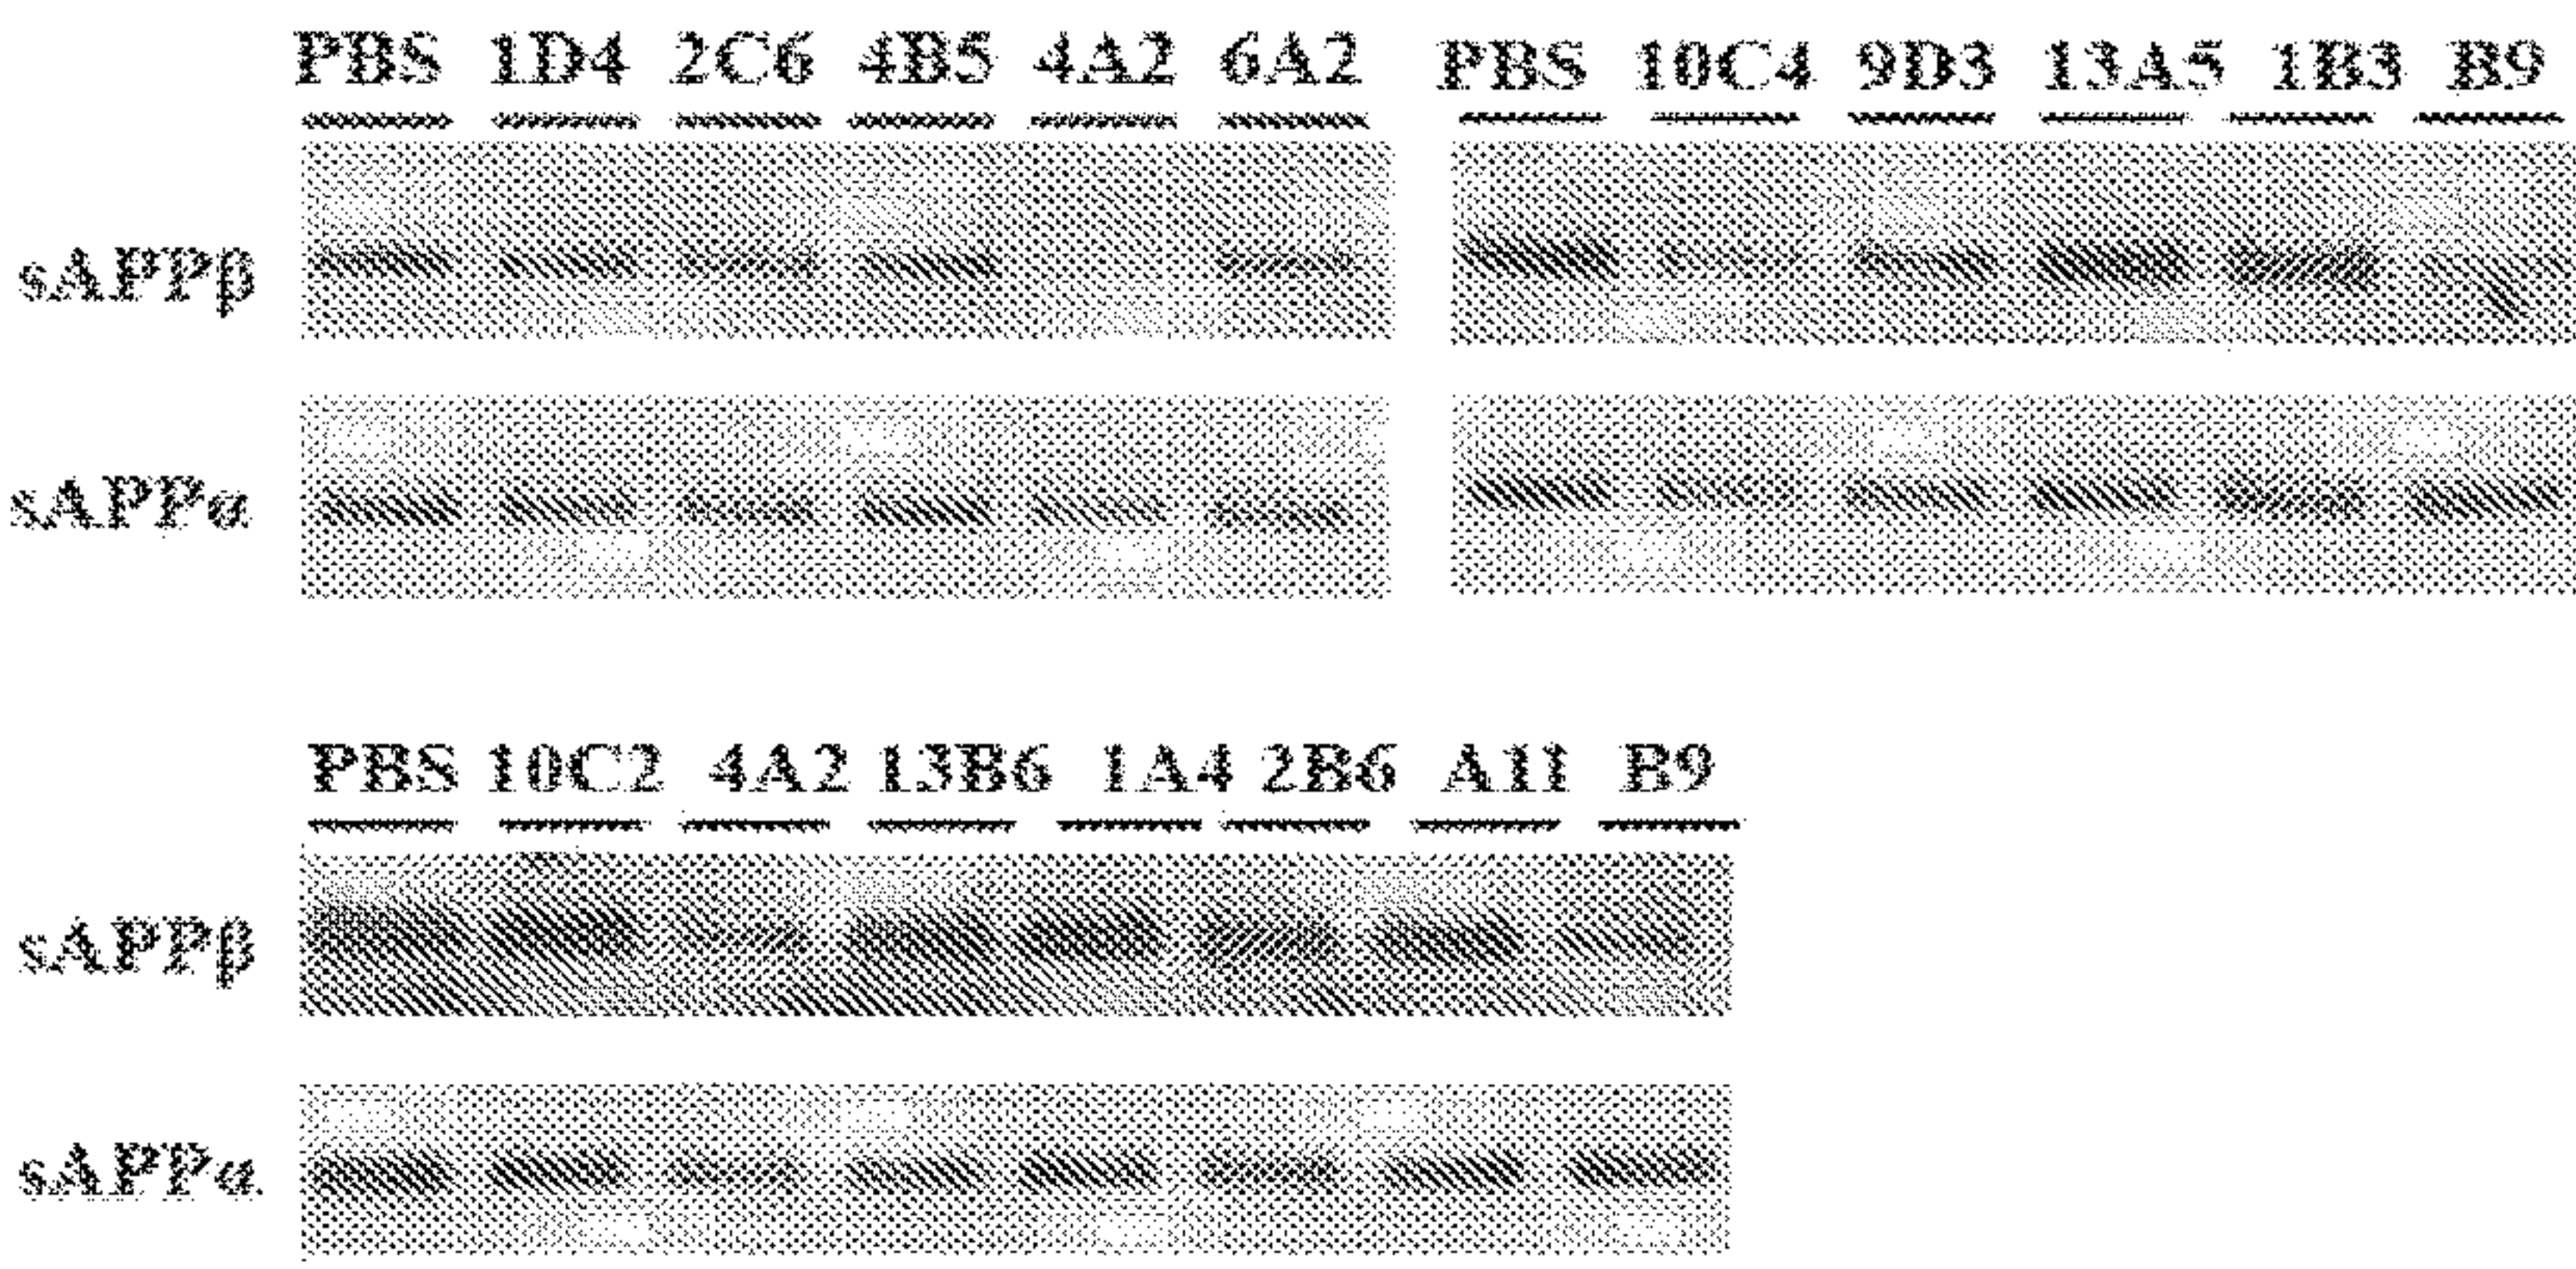 PBS 1D4 2C6 4B5 4A2 6A2 PBS 10C4 9D3 13A5 1B3 B9
sAPPβ
sAPPα
PBS 10C2 4A2 13B6 1A4 2B6 A1I B9
sAPPβ
sAPPα